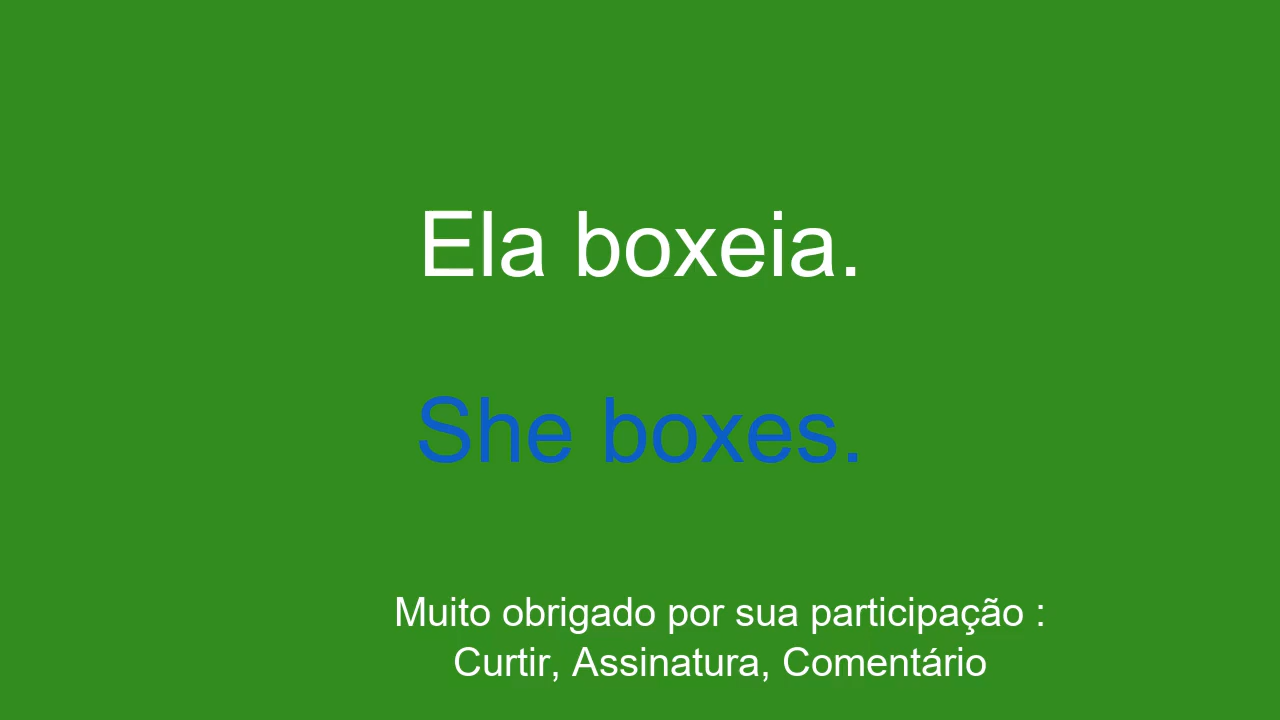 Ela boxeia.
She boxes.
Muito obrigado por sua participação :
Curtir, Assinatura, Comentário